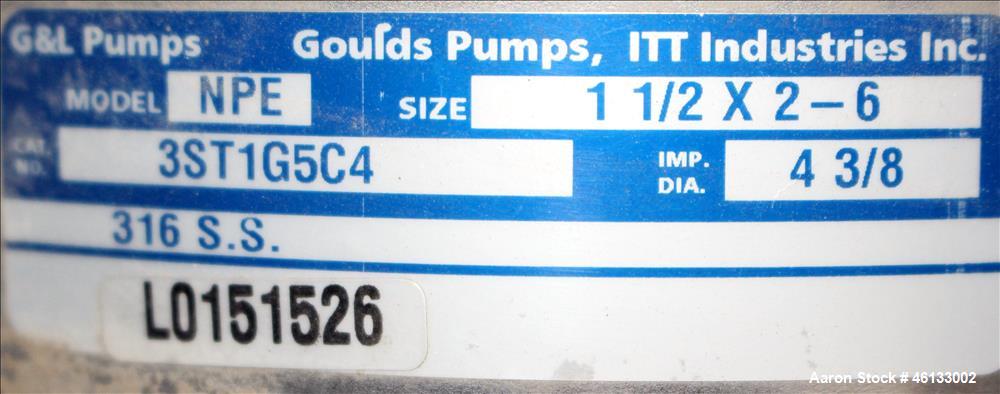 G&L Pumps Goulds Pumps, ITT Industries Inc.
MODEL NPE SIZE 1 1/2 X 2-6
CAT. NO. 3ST1G5C4 IMP. DIA. 4 3/8
316 S.S.
L0151526
Aaron Stock # 46133002